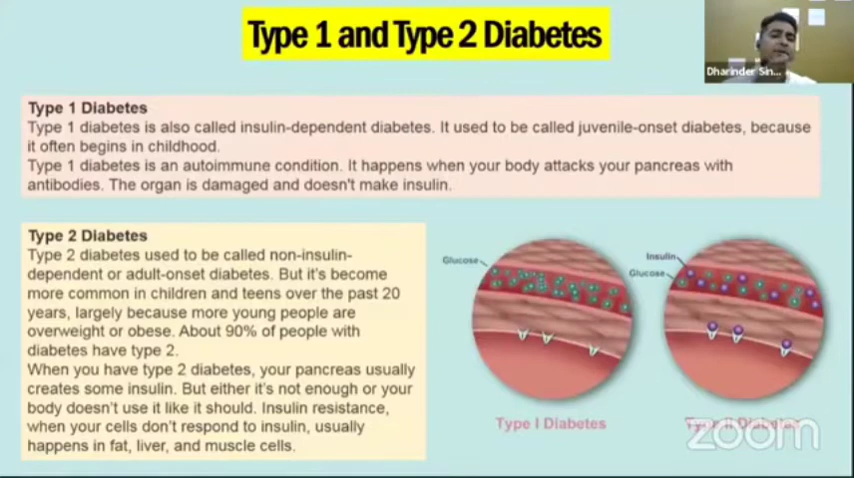 Type 1 and Type 2 Diabetes
Dharinder Sin...
Type 1 Diabetes
Type 1 diabetes is also called insulin-dependent diabetes. It used to be called juvenile-onset diabetes, because
it often begins in childhood.
Type 1 diabetes is an autoimmune condition. It happens when your body attacks your pancreas with
antibodies. The organ is damaged and doesn't make insulin.
Type 2 Diabetes
Type 2 diabetes used to be called non-insulin-
dependent or adult-onset diabetes. But it's become
more common in children and teens over the past 20
years, largely because more young people are
overweight or obese. About 90% of people with
diabetes have type 2.
When you have type 2 diabetes, your pancreas usually
creates some insulin. But either it's not enough or your
body doesn't use it like it should. Insulin resistance,
when your cells don't respond to insulin, usually
happens in fat, liver, and muscle cells.
Glucose
Insulin
Glucose
Type I Diabetes
Type II Diabetes
zoom